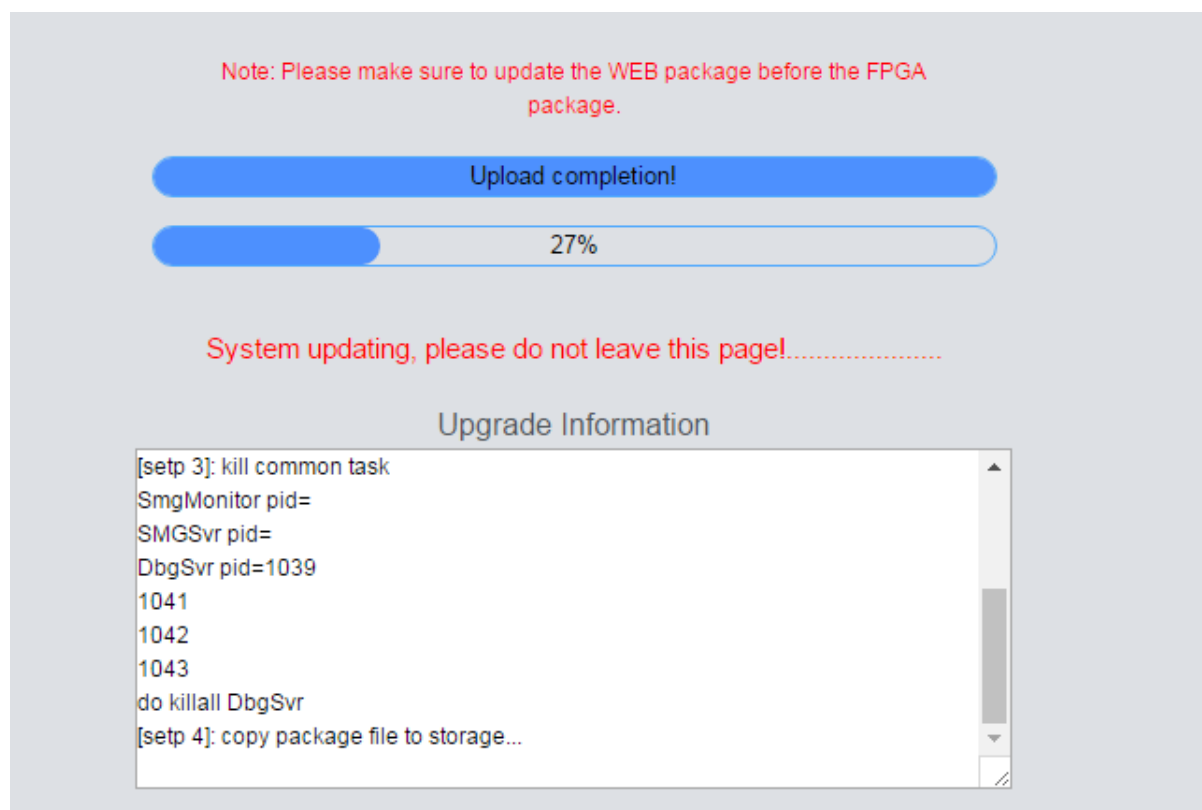 Note: Please make sure to update the WEB package before the FPGA
package.
Upload completion!
27%
System updating, please do not leave this page!.....................
Upgrade Information
[setp 3]: kill common task
SmgMonitor pid=
SMGSvr pid=
DbgSvr pid=1039
1041
1042
1043
do killall DbgSvr
[setp 4]: copy package file to storage...